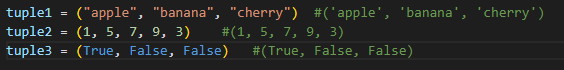 tuple1 = ("apple", "banana", "cherry")  #('apple', 'banana', 'cherry')
tuple2 = (1, 5, 7, 9, 3)    #(1, 5, 7, 9, 3)
tuple3 = (True, False, False)   #(True, False, False)